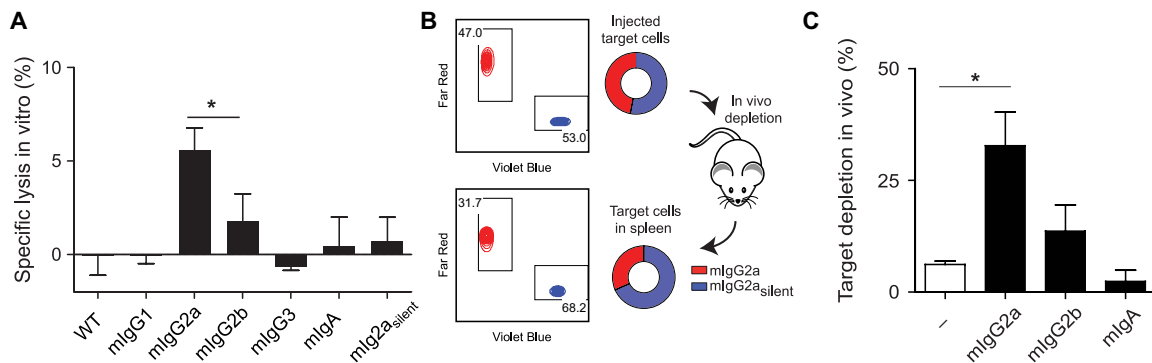 A
Specific lysis in vitro (%)
10
5
0
WT
mIgG1
mIgG2a
mIgG2b
mIgG3
mIgA
mIg2asilent
*
B
47.0
Far Red
53.0
Violet Blue
Injected
target cells
In vivo
depletion
31.7
Far Red
68.2
Violet Blue
Target cells
in spleen
mIgG2a
mIgG2asilent
C
Target depletion in vivo (%)
50
25
0
*
–
mIgG2a
mIgG2b
mIgA